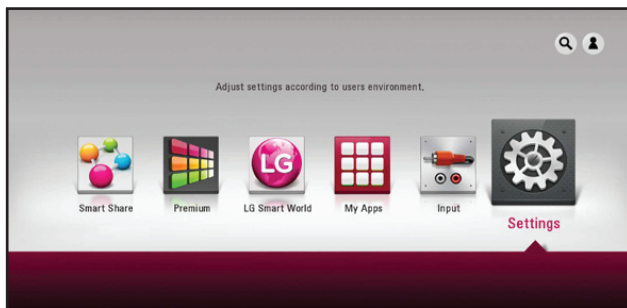 Adjust settings according to users environment.
LG
Smart Share
Premium
LG Smart World
My Apps
Input
Settings